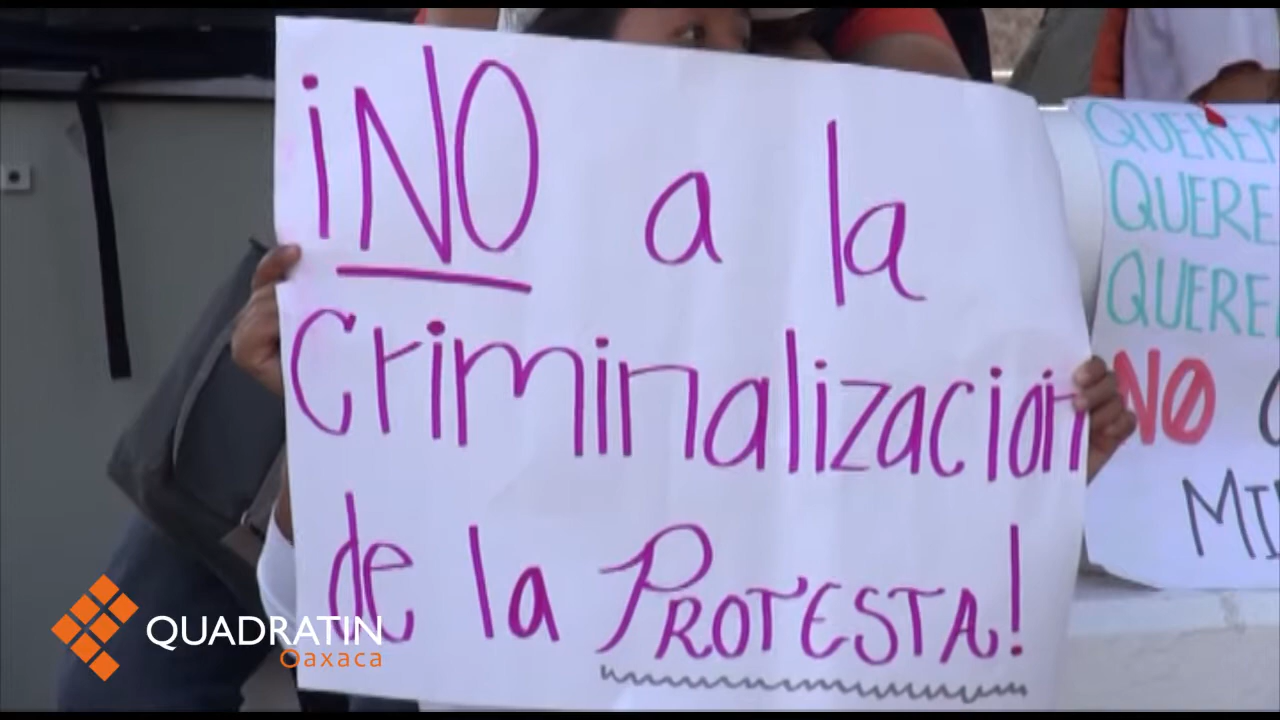 ¡NO a la
Criminalización
de la PROTESTA!
QUEREM
QUERE
QUERE
NO
MI
QUADRATIN
Oaxaca